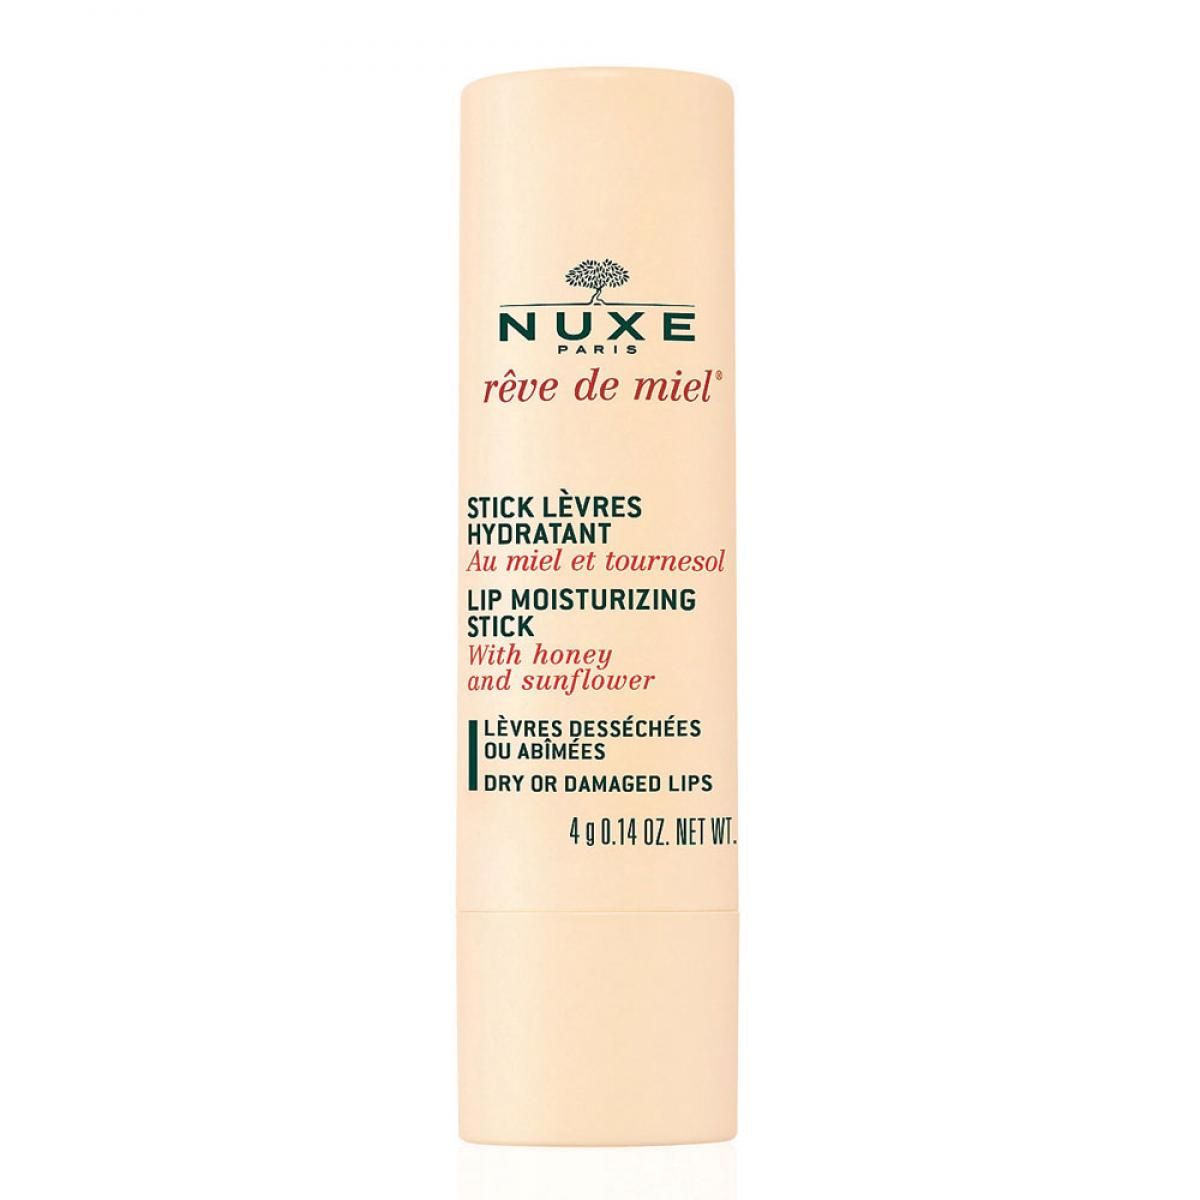 NUXE
PARIS
rêve de miel®
STICK LÈVRES
HYDRATANT
Au miel et tournesol
LIP MOISTURIZING
STICK
With honey
and sunflower
LÈVRES DESSÉCHÉES
OU ABÎMÉES
DRY OR DAMAGED LIPS
4 g 0.14 OZ. NET WT.